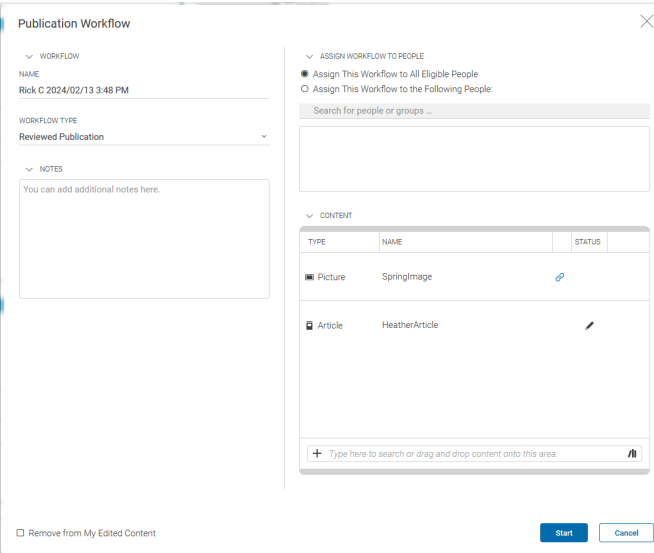 Publication Workflow
WORKFLOW
NAME
Rick C 2024/02/13 3:48 PM
WORKFLOW TYPE
Reviewed Publication
NOTES
You can add additional notes here.
ASSIGN WORKFLOW TO PEOPLE
Assign This Workflow to All Eligible People
Assign This Workflow to the Following People:
Search for people or groups ...
CONTENT
TYPE NAME STATUS
Picture SpringImage
Article HeatherArticle
Type here to search or drag and drop content onto this area.
Remove from My Edited Content
Start Cancel